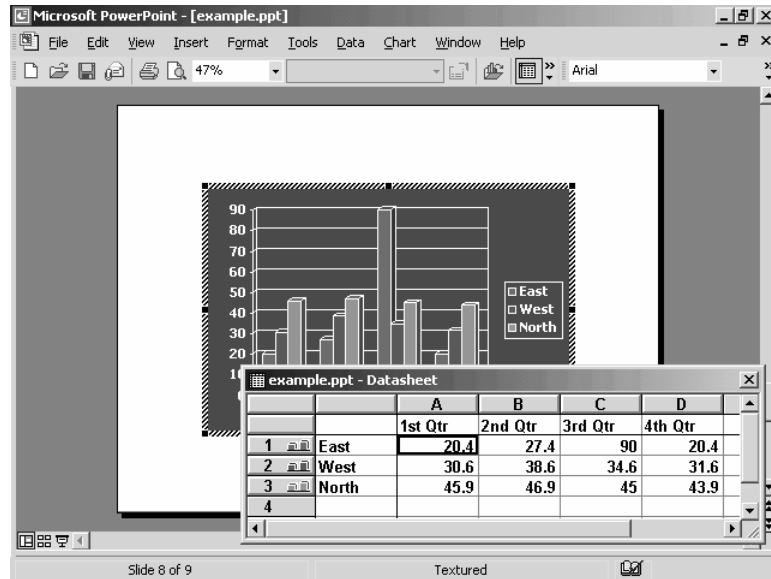 Microsoft PowerPoint - [example.ppt]
File Edit View Insert Format Tools Data Chart Window Help
47% Arial
90
80
70
60
50
40
30
20
1
East
West
North
example.ppt - Datasheet
A B C D
1st Qtr 2nd Qtr 3rd Qtr 4th Qtr
1 East 20.4 27.4 90 20.4
2 West 30.6 38.6 34.6 31.6
3 North 45.9 46.9 45 43.9
4
Slide 8 of 9 Textured